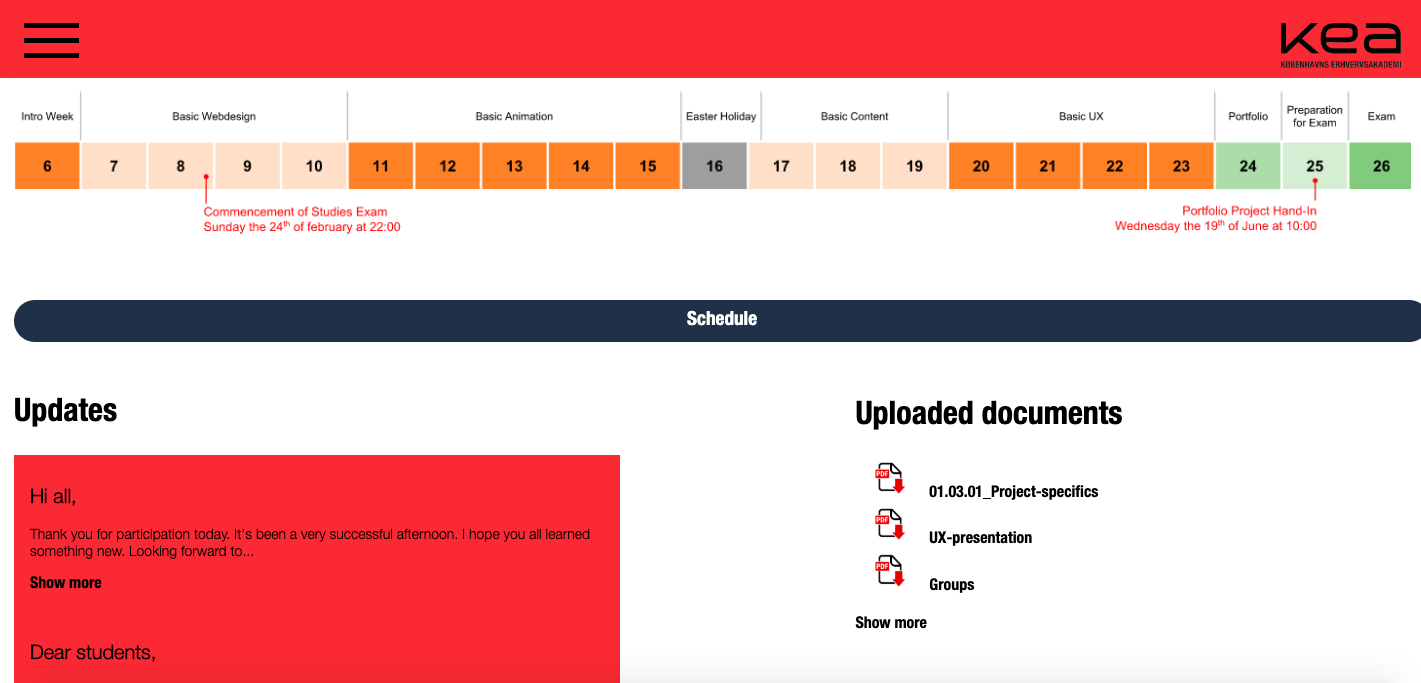 kea
KØBENHAVNS ERHVERVSAKADEMI
Intro Week
Basic Webdesign
Basic Animation
Easter Holiday
Basic Content
Basic UX
Portfolio
Preparation
for Exam
Exam
6 7 8 9 10 11 12 13 14 15 16 17 18 19 20 21 22 23 24 25 26
Commencement of Studies Exam
Sunday the 24th of february at 22:00
Portfolio Project Hand-In
Wednesday the 19th of June at 10:00
Schedule
Updates
Hi all,
Thank you for participation today. It's been a very successful afternoon. I hope you all learned
something new. Looking forward to...
Show more
Dear students,
Uploaded documents
PDF
01.03.01_Project-specifics
PDF
UX-presentation
PDF
Groups
Show more